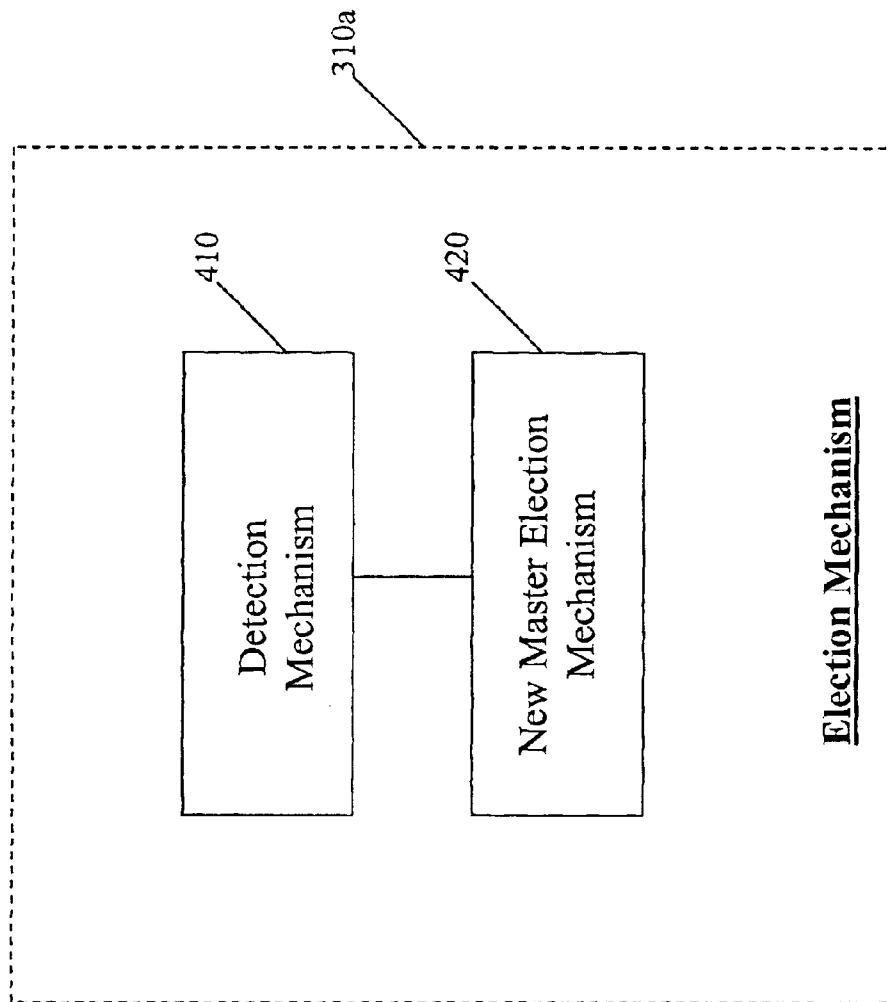 310a
410
Detection
Mechanism
420
New Master Election
Mechanism
Election Mechanism